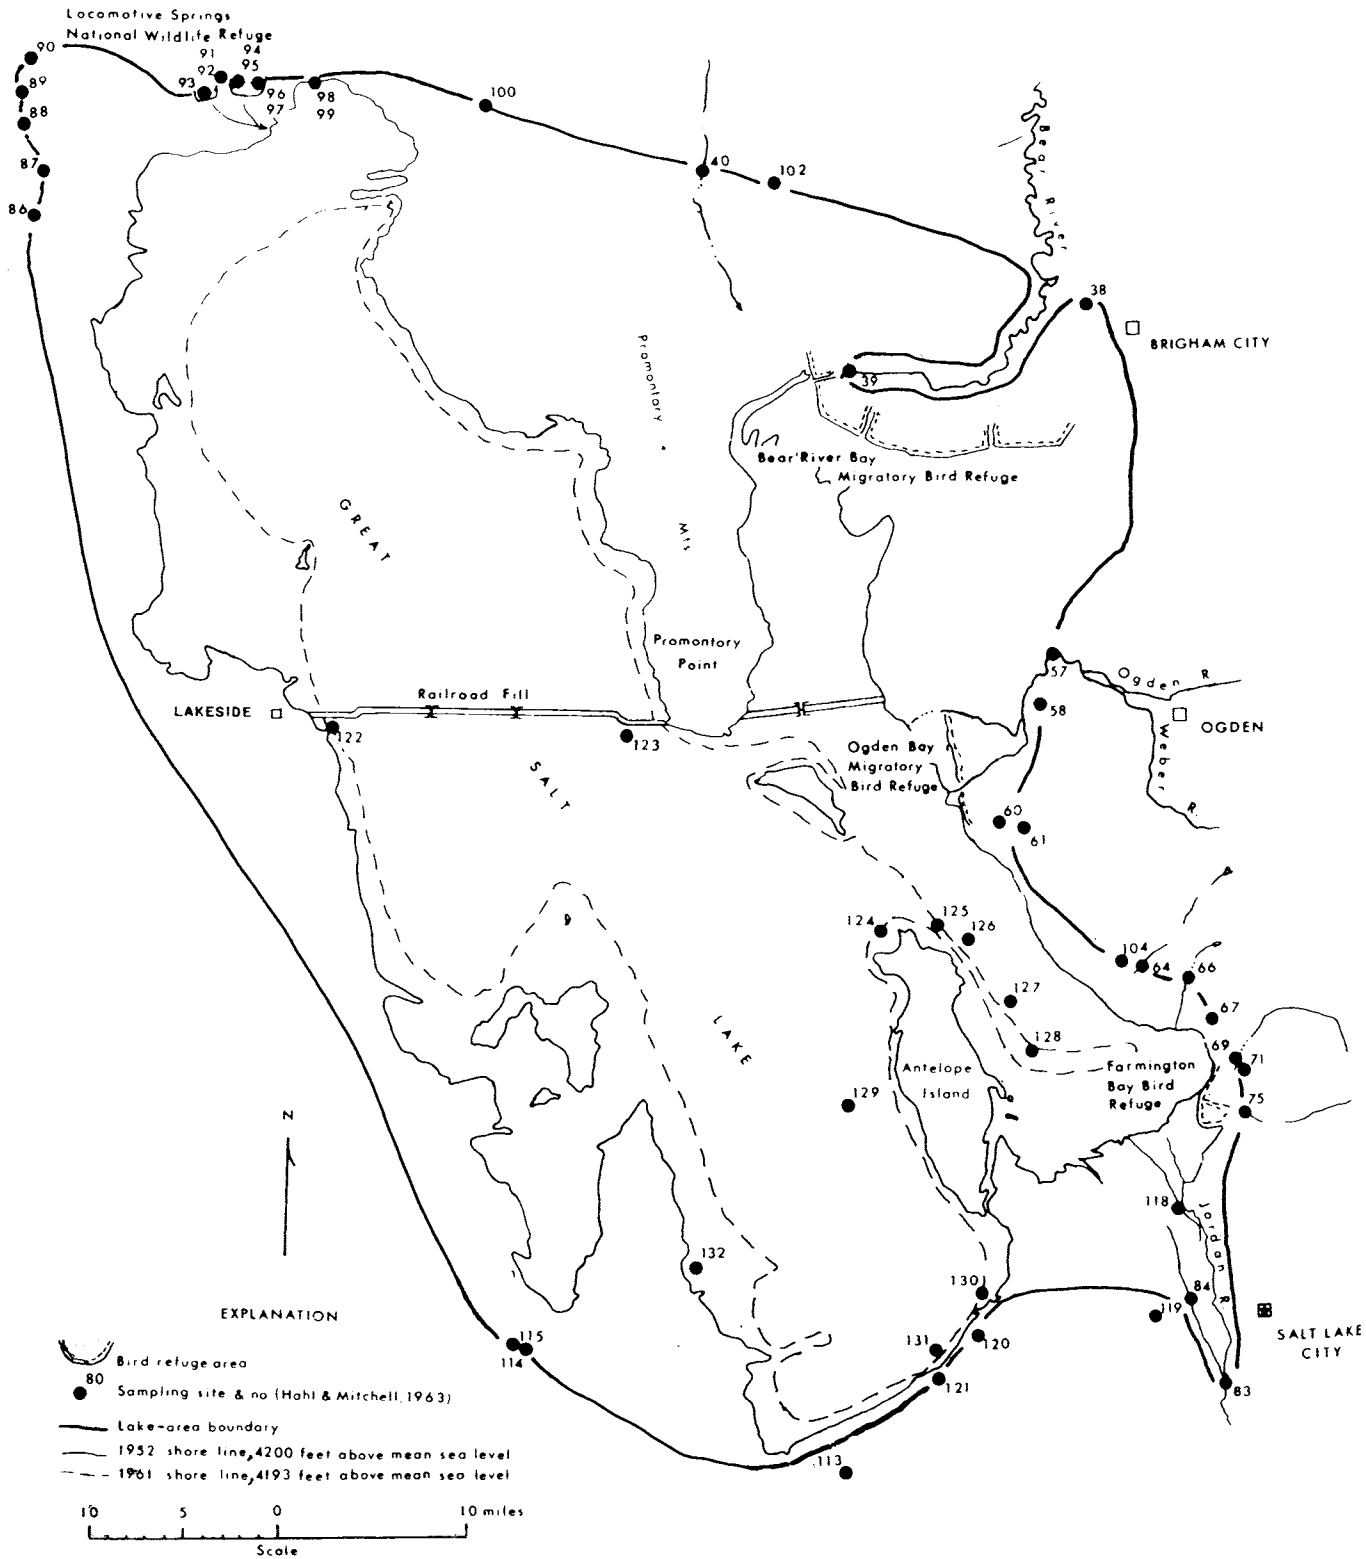 Locomotive Springs
National Wildlife Refuge
90
91
94
92
95
89
93
96
98
97
99
88
100
87
40
102
86
Bear River
38
BRIGHAM CITY
39
Promontory
Mts
Bear River Bay
Migratory Bird Refuge
GREAT
Promontory
Point
57
Ogden R
58
Railroad Fill
LAKESIDE
OGDEN
122
123
Weber
R.
Ogden Bay
Migratory
Bird Refuge
SALT
60
61
124
125
126
104
64
66
127
67
LAKE
128
69
71
Antelope
Island
Farmington
Bay Bird
Refuge
129
75
N
118
Jordan R.
132
130
84
119
EXPLANATION
115
114
131
120
SALT LAKE
CITY
121
83
Bird refuge area
80
Sampling site & no (Hahl & Mitchell, 1963)
Lake-area boundary
1952 shore line, 4200 feet above mean sea level
1961 shore line, 4193 feet above mean sea level
113
10 5 0 10 miles
Scale